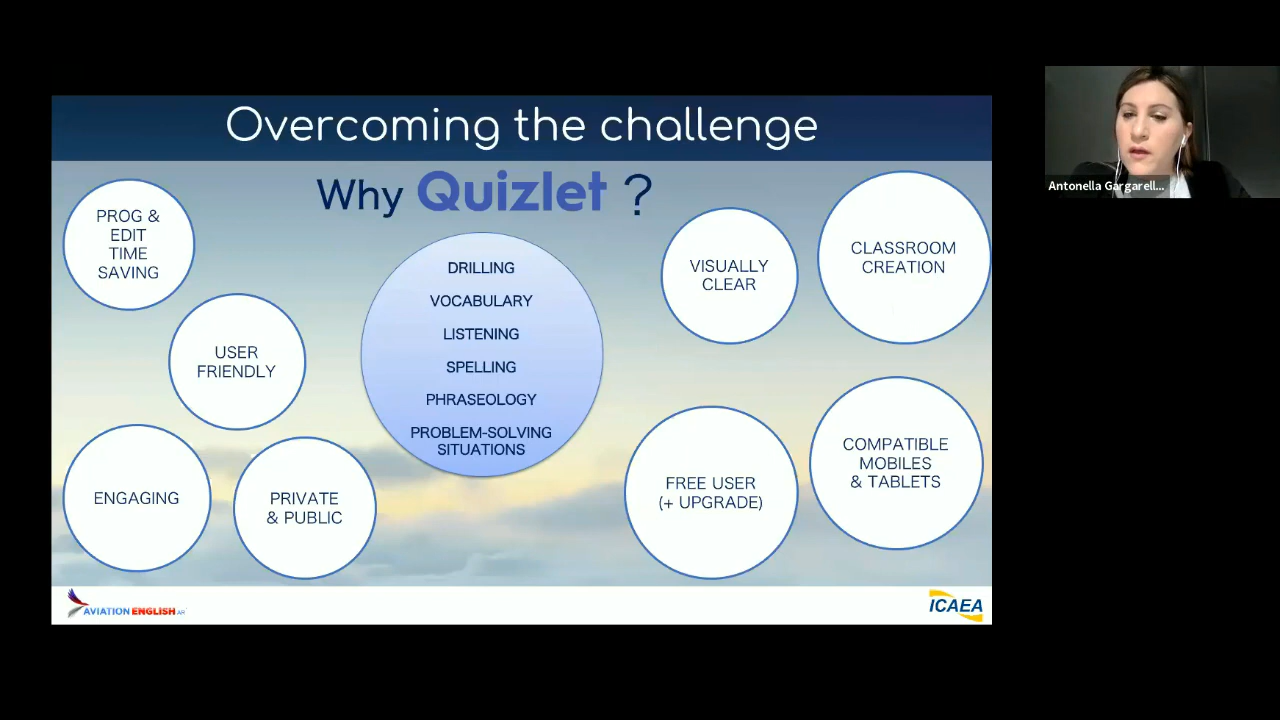 Overcoming the challenge
Why Quizlet ?
PROG &
EDIT
TIME
SAVING
USER
FRIENDLY
ENGAGING
PRIVATE
& PUBLIC
DRILLING
VOCABULARY
LISTENING
SPELLING
PHRASEOLOGY
PROBLEM-SOLVING
SITUATIONS
VISUALLY
CLEAR
CLASSROOM
CREATION
FREE USER
(+ UPGRADE)
COMPATIBLE
MOBILES
& TABLETS
AVIATION ENGLISH AR
ICAEA
Antonella Gargarell...